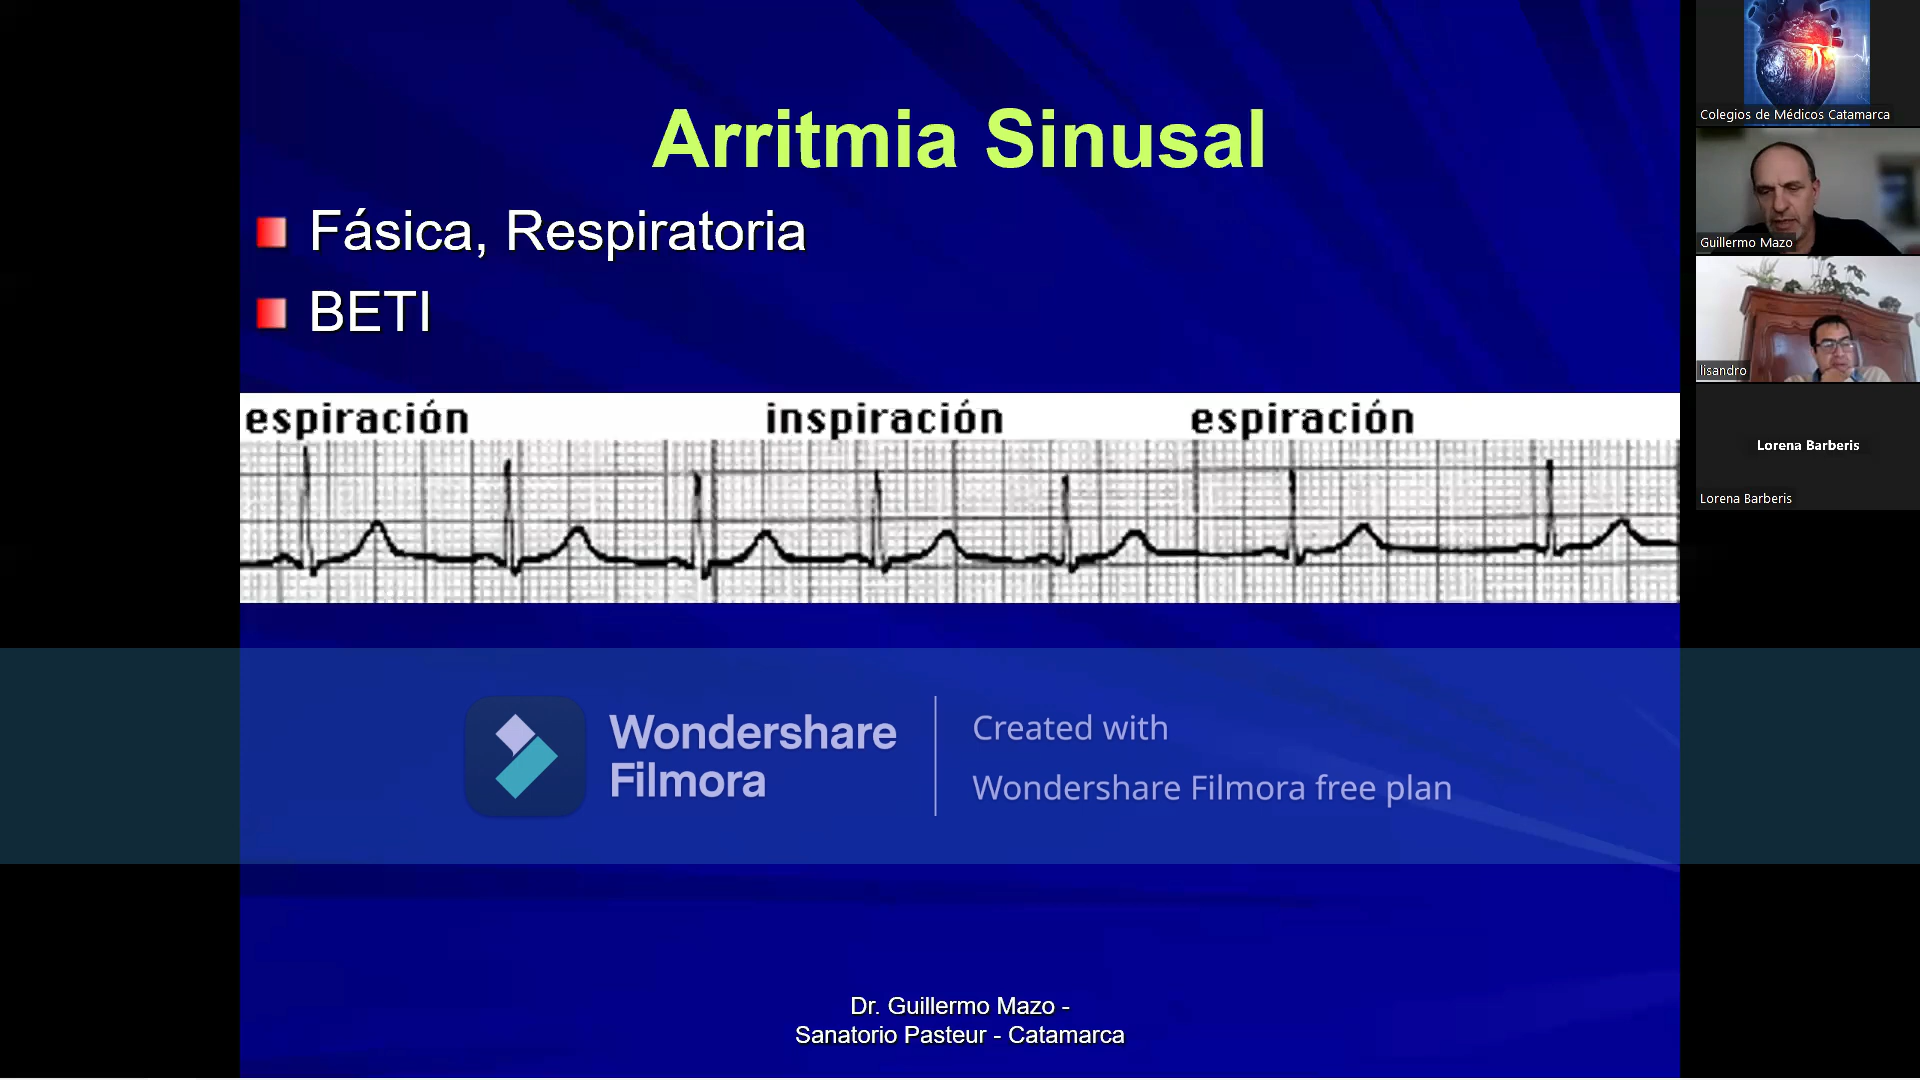 Arritmia Sinusal
Fásica, Respiratoria
BETI
espiración inspiración espiración
Wondershare
Filmora
Created with
Wondershare Filmora free plan
Dr. Guillermo Mazo -
Sanatorio Pasteur - Catamarca
Colegios de Médicos Catamarca
Guillermo Mazo
lisandro
Lorena Barberis
Lorena Barberis